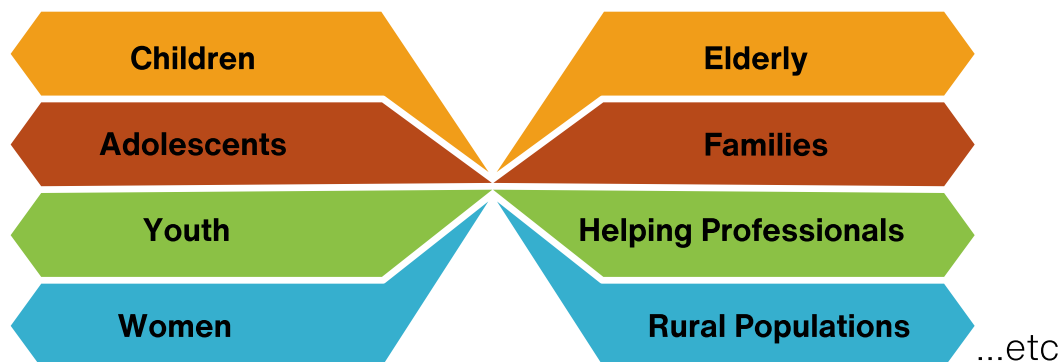 Children
Elderly
Adolescents
Families
Youth
Helping Professionals
Women
Rural Populations
...etc